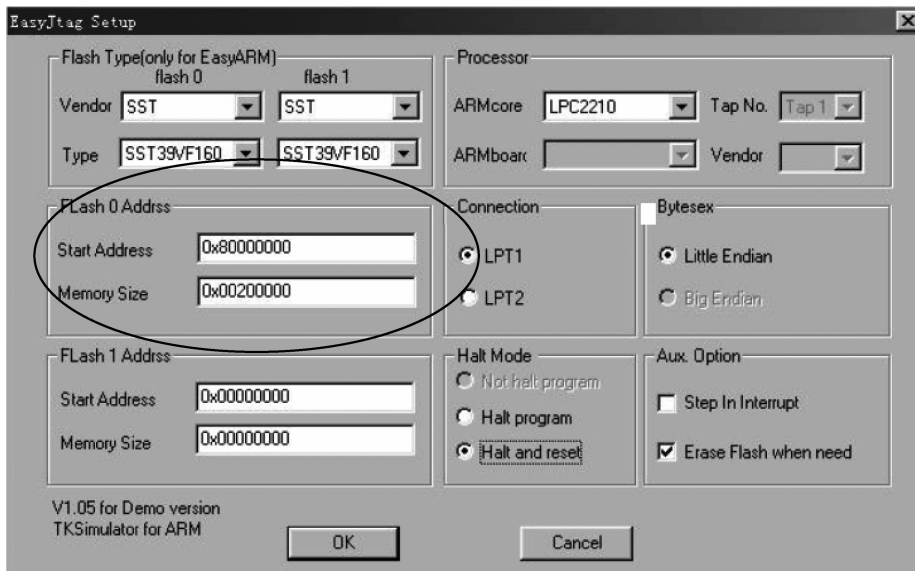 EasyJtag Setup
Flash Type(only for EasyARM)
flash 0 flash 1
Vendor SST SST
Type SST39VF160 SST39VF160
Processor
ARMcore LPC2210 Tap No. Tap 1
ARMboarc Vendor
FLash 0 Addrss
Start Address 0x80000000
Memory Size 0x00200000
Connection
LPT1
LPT2
Bytesex
Little Endian
Big Endian
FLash 1 Addrss
Start Address 0x00000000
Memory Size 0x00000000
Halt Mode
Not halt program
Halt program
Halt and reset
Aux. Option
Step In Interrupt
Erase Flash when need
V1.05 for Demo version
TKSimulator for ARM
OK Cancel